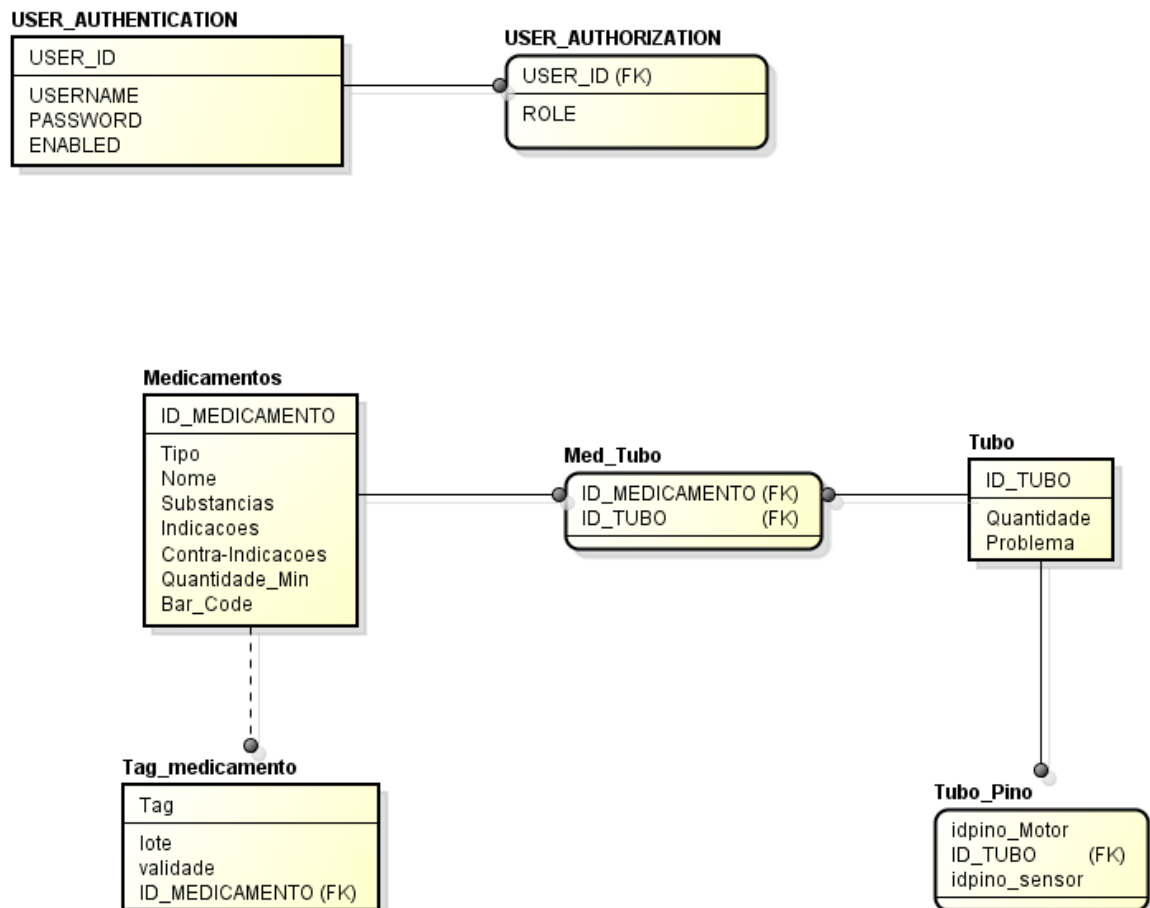 USER_AUTHENTICATION
USER_ID
USERNAME
PASSWORD
ENABLED
USER_AUTHORIZATION
USER_ID (FK)
ROLE
Medicamentos
ID_MEDICAMENTO
Tipo
Nome
Substancias
Indicacoes
Contra-Indicacoes
Quantidade_Min
Bar_Code
Med_Tubo
ID_MEDICAMENTO (FK)
ID_TUBO (FK)
Tubo
ID_TUBO
Quantidade
Problema
Tag_medicamento
Tag
lote
validade
ID_MEDICAMENTO (FK)
Tubo_Pino
idpino_Motor
ID_TUBO (FK)
idpino_sensor